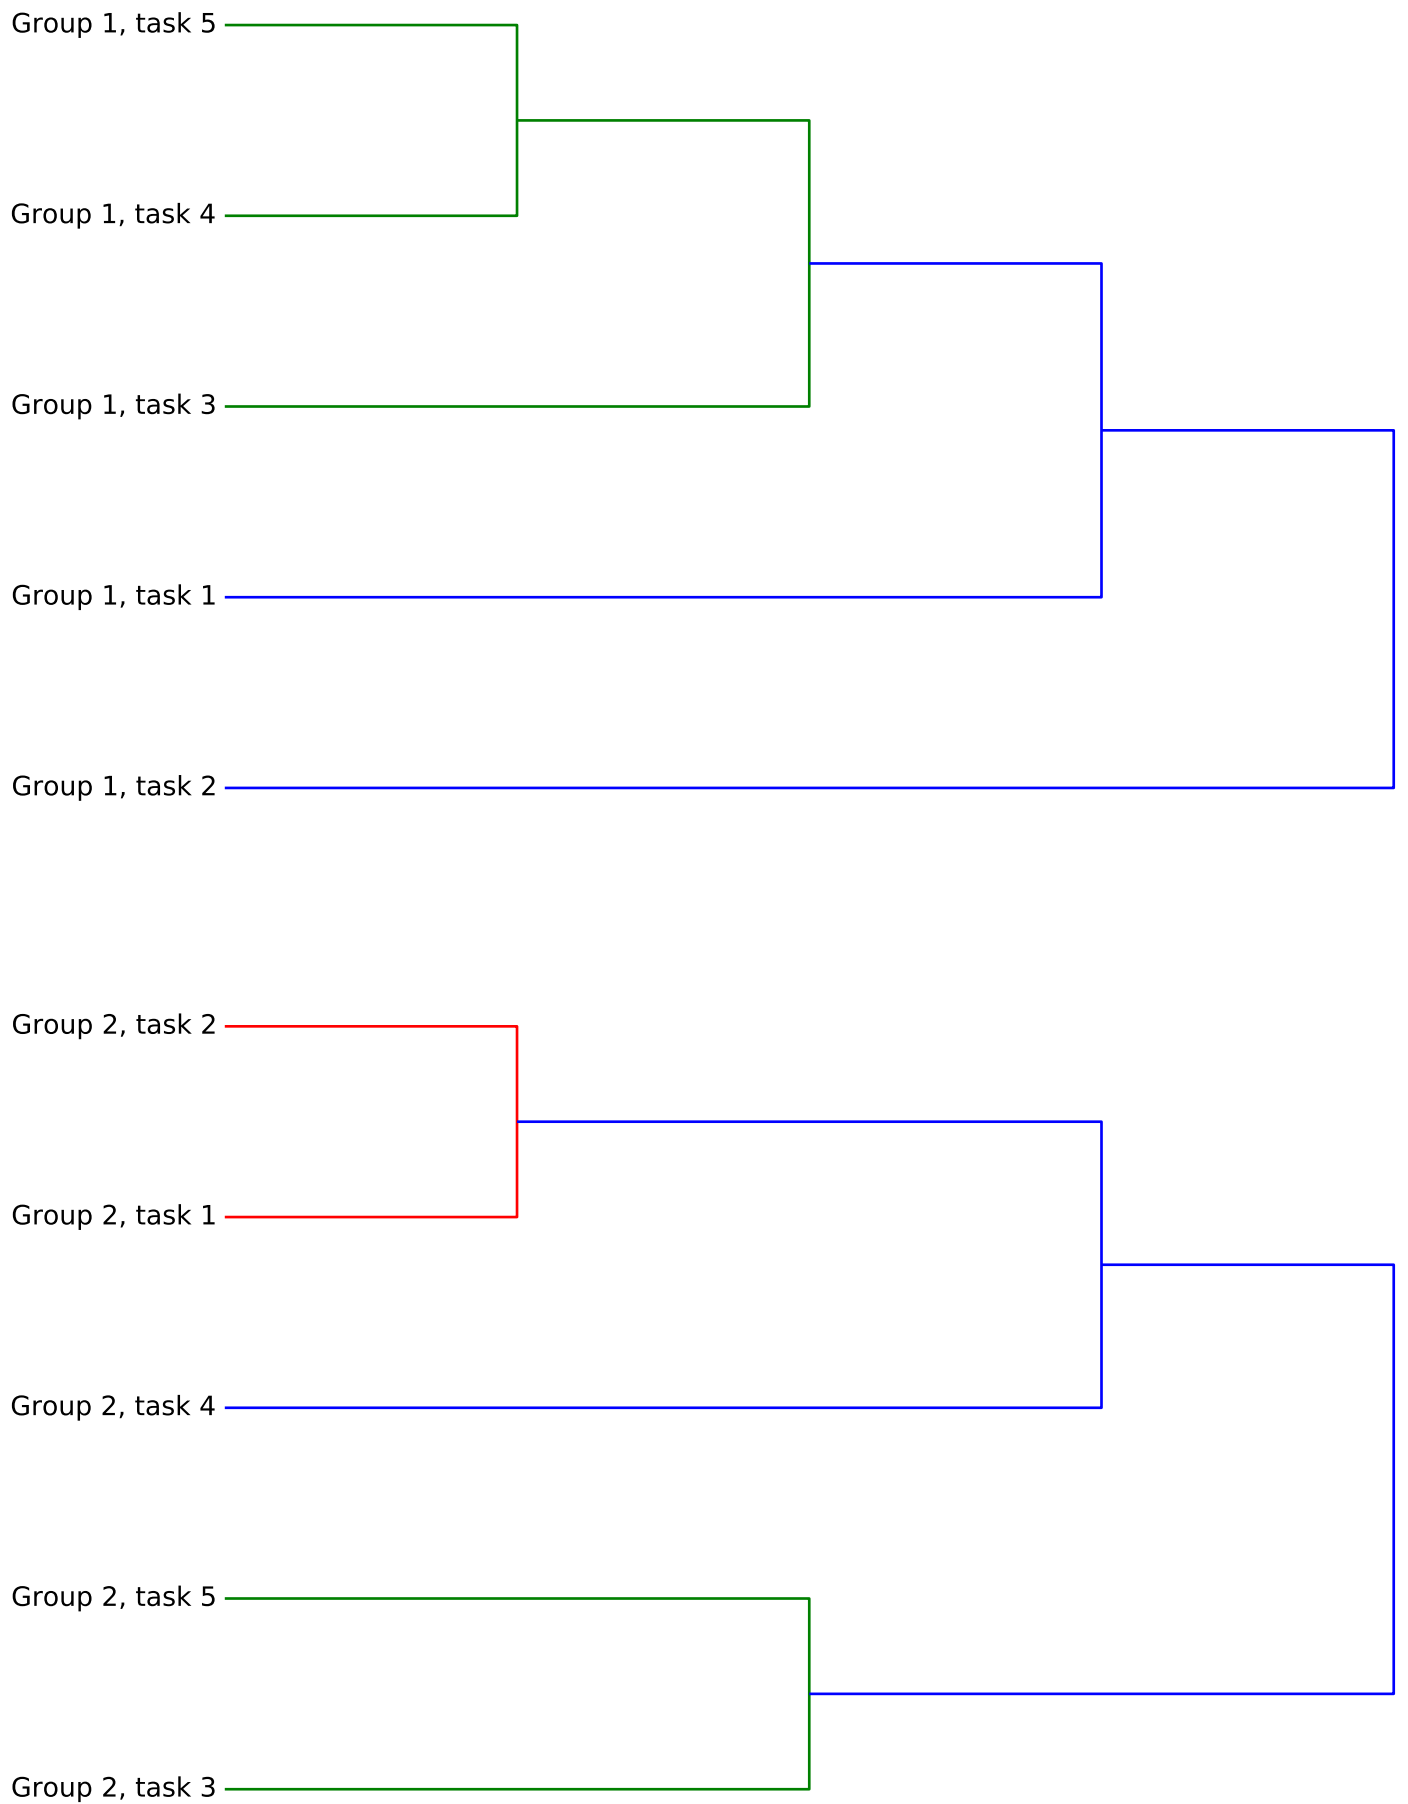 Group 1, task 5
Group 1, task 4
Group 1, task 3
Group 1, task 1
Group 1, task 2
Group 2, task 2
Group 2, task 1
Group 2, task 4
Group 2, task 5
Group 2, task 3